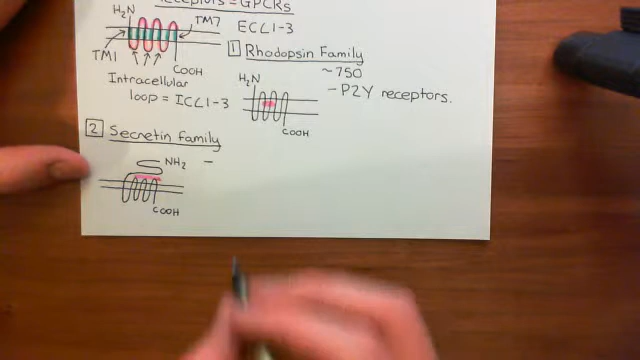 Receptors = GPCRs
H₂N
TM7
ECL1-3
TM1
COOH
Intracellular
loop = ICL1-3
1 Rhodopsin Family
~750
- P2Y receptors.
H₂N
COOH
2 Secretin Family
NH₂ -
COOH